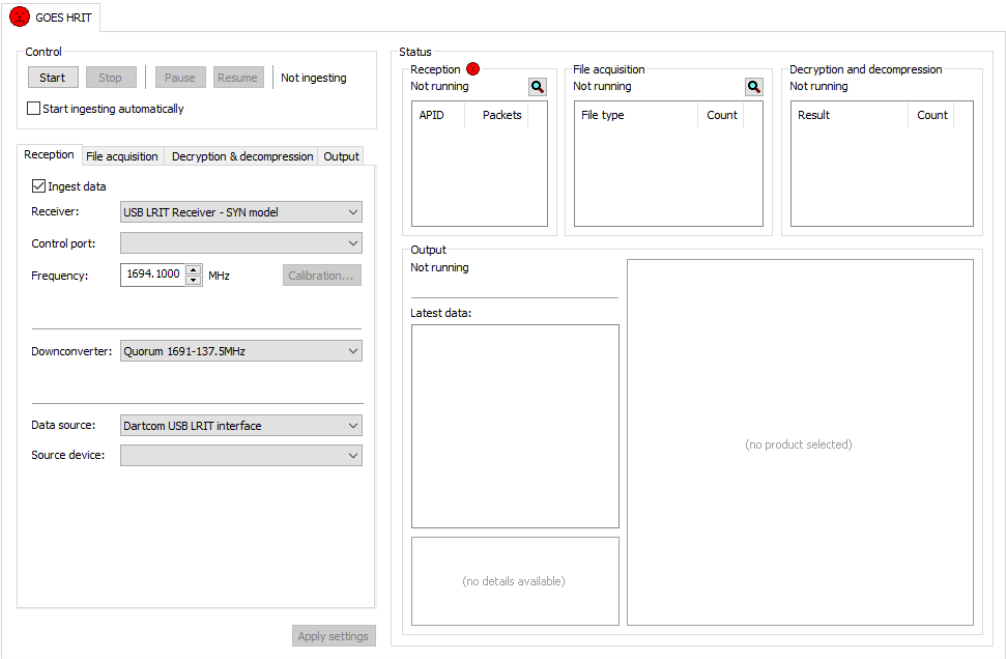 GOES HRIT
Control
Start Stop Pause Resume Not ingesting
Start ingesting automatically
Reception File acquisition Decryption & decompression Output
Ingest data
Receiver: USB LRIT Receiver - SYN model
Control port:
Frequency: 1694.1000 MHz Calibration...
Downconverter: Quorum 1691-137.5MHz
Data source: Dartcom USB LRIT interface
Source device:
Apply settings
Status
Reception
Not running
APID Packets
File acquisition
Not running
File type Count
Decryption and decompression
Not running
Result Count
Output
Not running
Latest data:
(no product selected)
(no details available)